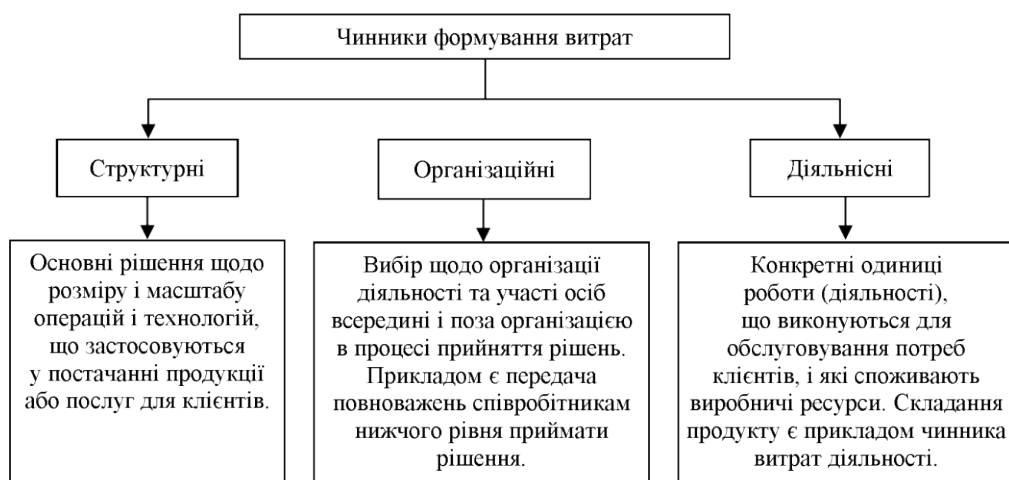 Чинники формування витрат
Структурні
Організаційні
Діяльнісні
Основні рішення щодо
розміру і масштабу
операцій і технологій,
що застосовуються
у постачанні продукції
або послуг для клієнтів.
Вибір щодо організації
діяльності та участі осіб
всередині і поза організацією
в процесі прийняття рішень.
Прикладом є передача
повноважень співробітникам
нижчого рівня приймати
рішення.
Конкретні одиниці
роботи (діяльності),
що виконуються для
обслуговування потреб
клієнтів, і які споживають
виробничі ресурси. Складання
продукту є прикладом чинника
витрат діяльності.